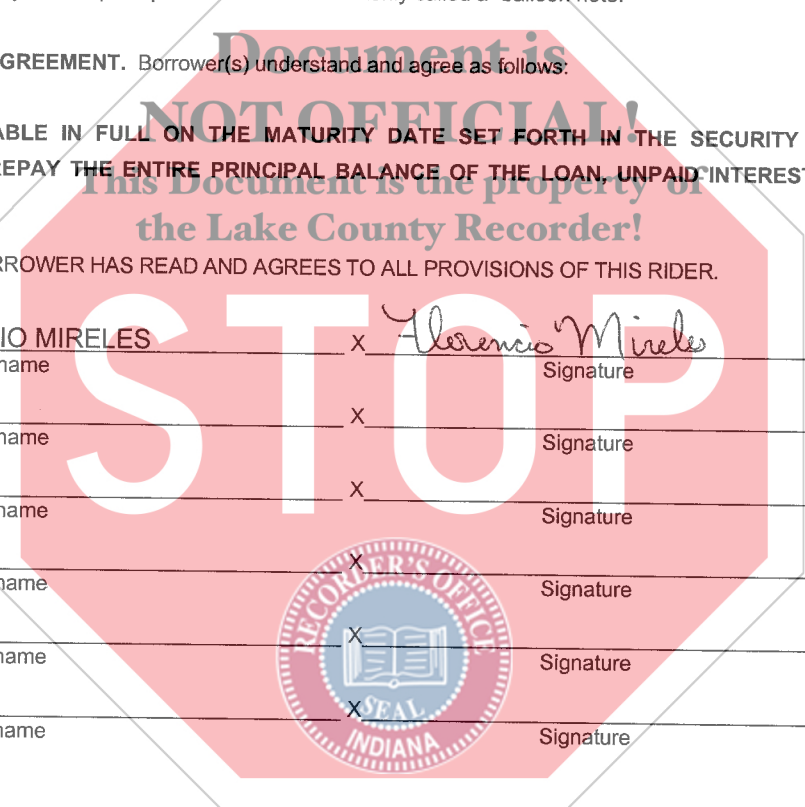 Document is
GREEMENT. Borrower(s) understand and agree as follows:
NOT OFFICIAL!
ABLE IN FULL ON THE MATURITY DATE SET FORTH IN THE SECURITY
REPAY THE ENTIRE PRINCIPAL BALANCE OF THE LOAN, UNPAID INTEREST
This Document is the property of
the Lake County Recorder!
RROWER HAS READ AND AGREES TO ALL PROVISIONS OF THIS RIDER.
STOP
IO MIRELES X Florencio Mireles
name Signature
X
name Signature
X
name Signature
X
name Signature
X
name Signature
X
name Signature
RECORDER'S OFFICE
SEAL
INDIANA